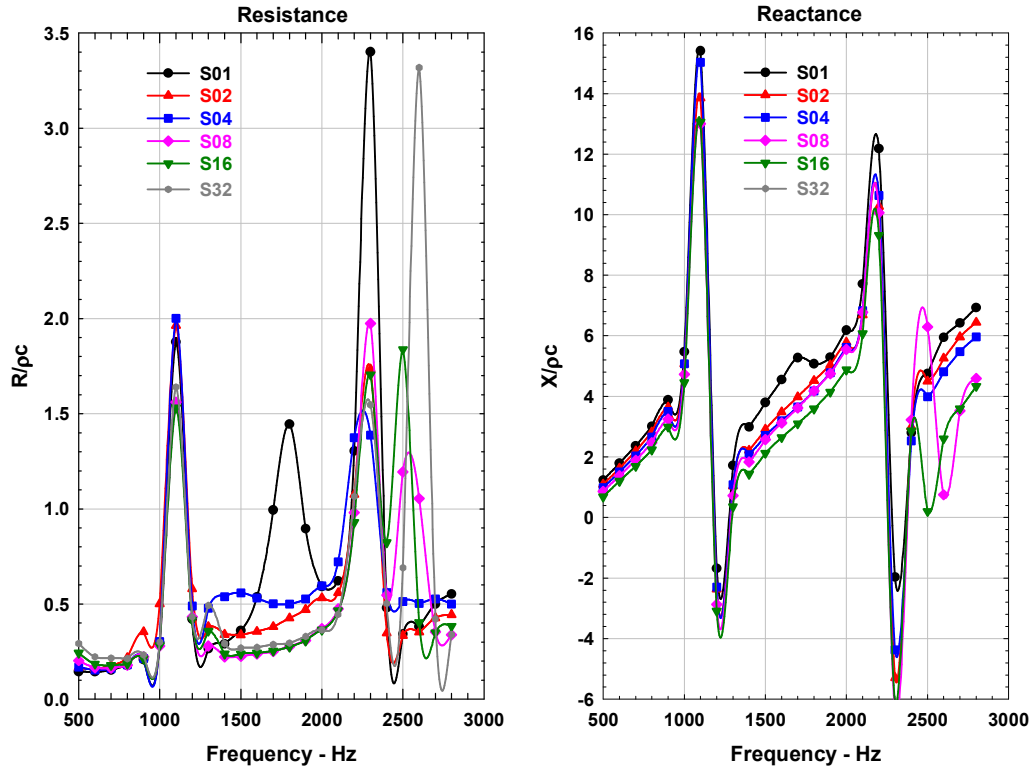 Resistance
3.5
3.0
2.5
2.0
1.5
1.0
0.5
0.0
R/ρc
S01
S02
S04
S08
S16
S32
500 1000 1500 2000 2500 3000
Frequency - Hz
Reactance
16
14
12
10
8
6
4
2
0
-2
-4
-6
X/ρc
S01
S02
S04
S08
S16
S32
500 1000 1500 2000 2500 3000
Frequency - Hz